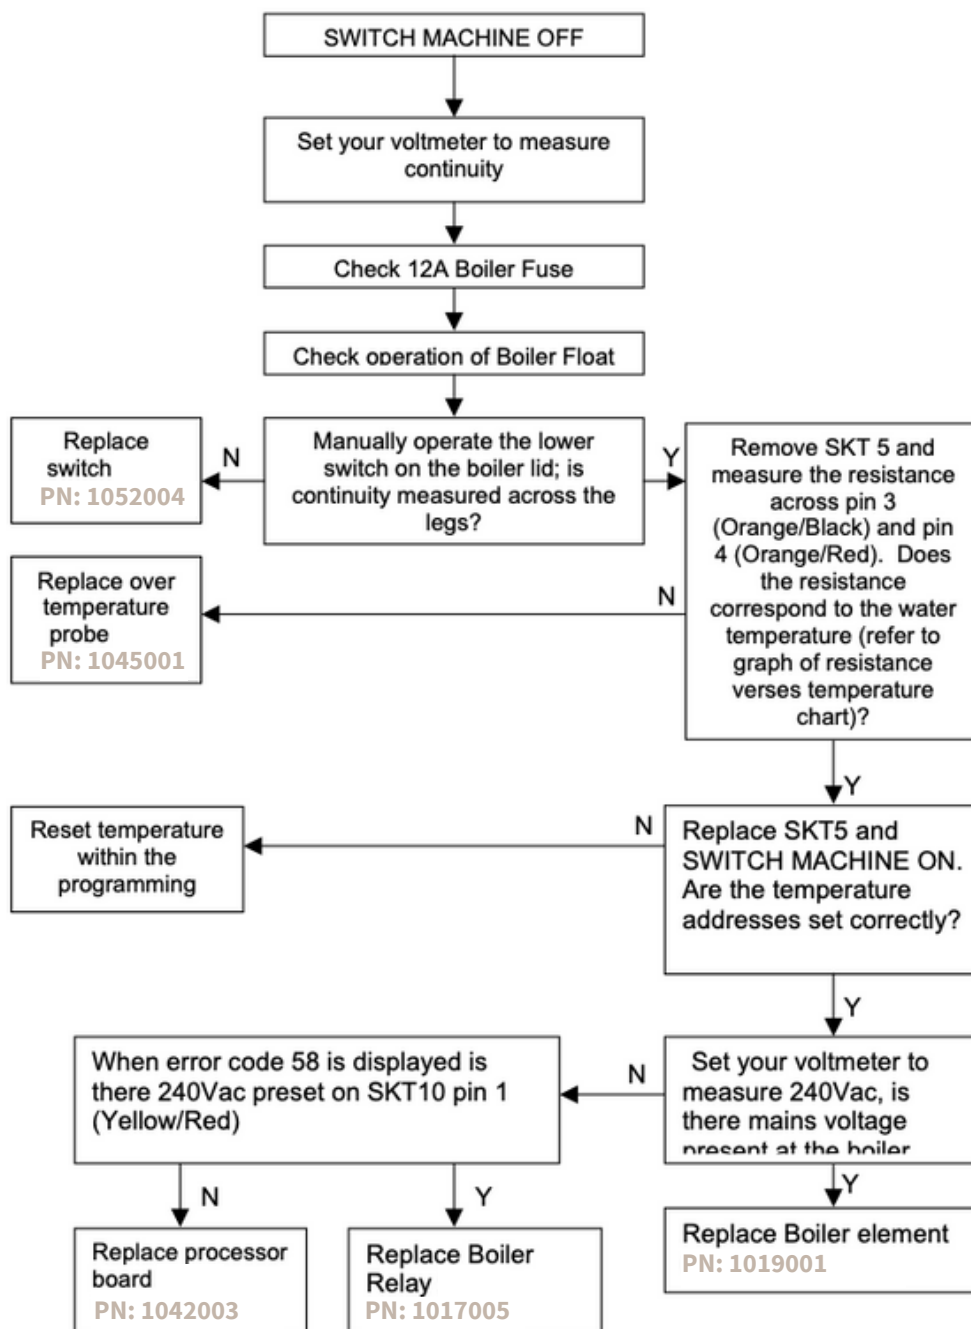 SWITCH MACHINE OFF
Set your voltmeter to measure
continuity
Check 12A Boiler Fuse
Check operation of Boiler Float
Manually operate the lower
switch on the boiler lid; is
continuity measured across the
legs?
N
Y
Replace
switch
PN: 1052004
Remove SKT 5 and
measure the resistance
across pin 3
(Orange/Black) and pin
4 (Orange/Red). Does
the resistance
correspond to the water
temperature (refer to
graph of resistance
verses temperature
chart)?
N
Replace over
temperature
probe
PN: 1045001
Y
Replace SKT5 and
SWITCH MACHINE ON.
Are the temperature
addresses set correctly?
N
Reset temperature
within the
programming
Y
Set your voltmeter to
measure 240Vac, is
there mains voltage
present at the boiler
N
When error code 58 is displayed is
there 240Vac preset on SKT10 pin 1
(Yellow/Red)
Y
Replace Boiler element
PN: 1019001
N
Y
Replace processor
board
PN: 1042003
Replace Boiler
Relay
PN: 1017005